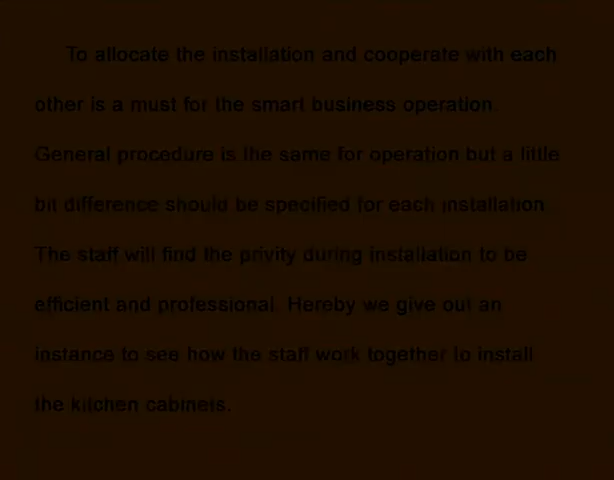 To allocate the installation and cooperate with each
other is a must for the smart business operation.
General procedure is the same for operation but a little
bit difference should be specified for each installation.
The staff will find the privity during installation to be
efficient and professional. Hereby we give out an
instance to see how the staff work together to install
the kitchen cabinets.